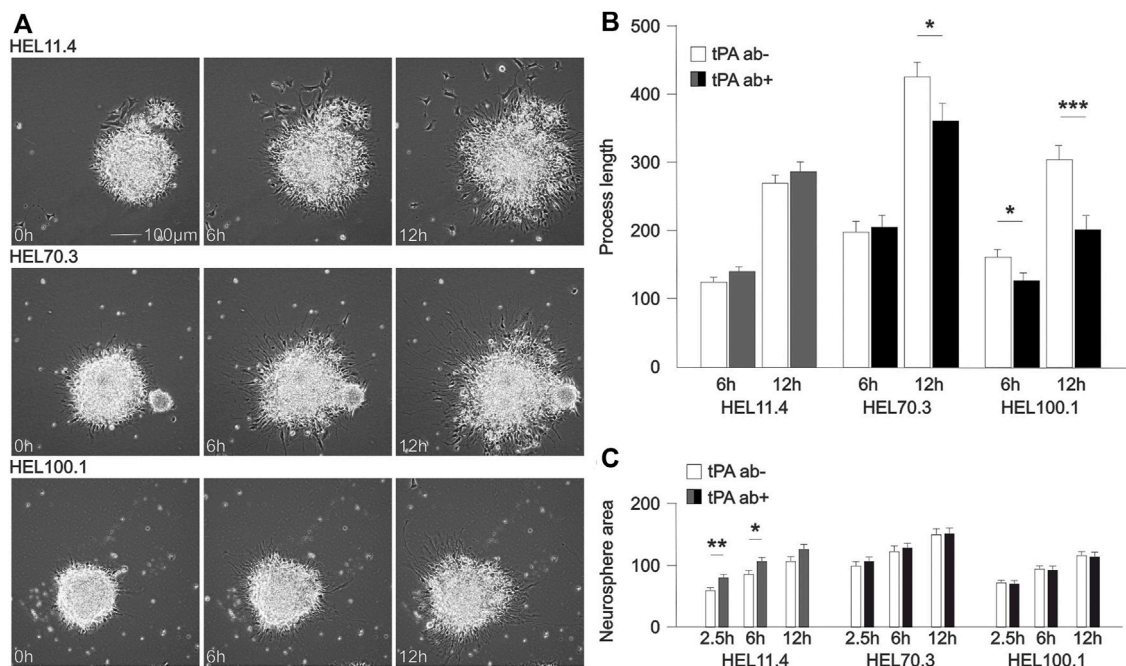 A
HEL11.4
0h
100µm
6h
12h
HEL70.3
0h
6h
12h
HEL100.1
0h
6h
12h
B
500
400
300
200
100
0
Process length
tPA ab-
tPA ab+
*
*
***
6h 12h 6h 12h 6h 12h
HEL11.4 HEL70.3 HEL100.1
C
200
100
0
Neurosphere area
tPA ab-
tPA ab+
**
*
2.5h 6h 12h 2.5h 6h 12h 2.5h 6h 12h
HEL11.4 HEL70.3 HEL100.1